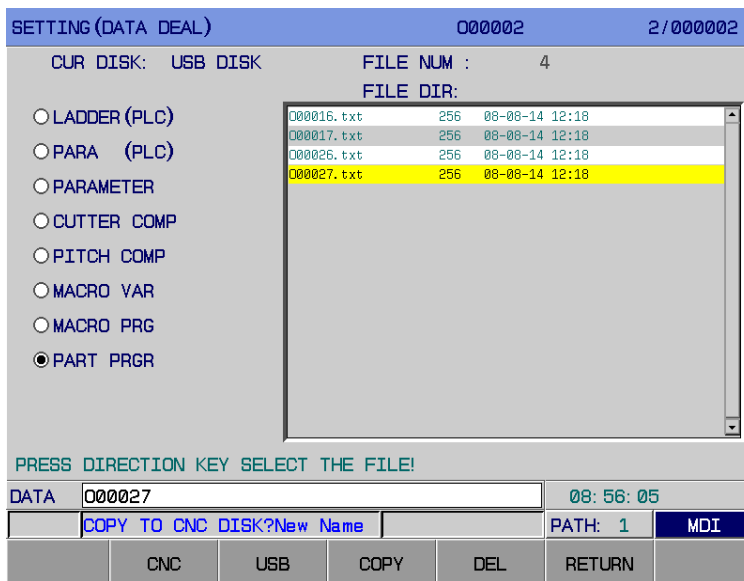 SETTING(DATA DEAL) O00002 2/000002
CUR DISK: USB DISK FILE NUM : 4
FILE DIR:
LADDER(PLC)
PARA (PLC)
PARAMETER
CUTTER COMP
PITCH COMP
MACRO VAR
MACRO PRG
PART PRGR
O00016.txt 256 08-08-14 12:18
O00017.txt 256 08-08-14 12:18
O00026.txt 256 08-08-14 12:18
O00027.txt 256 08-08-14 12:18
PRESS DIRECTION KEY SELECT THE FILE!
DATA O00027 08:56:05
COPY TO CNC DISK?New Name PATH: 1 MDI
CNC USB COPY DEL RETURN